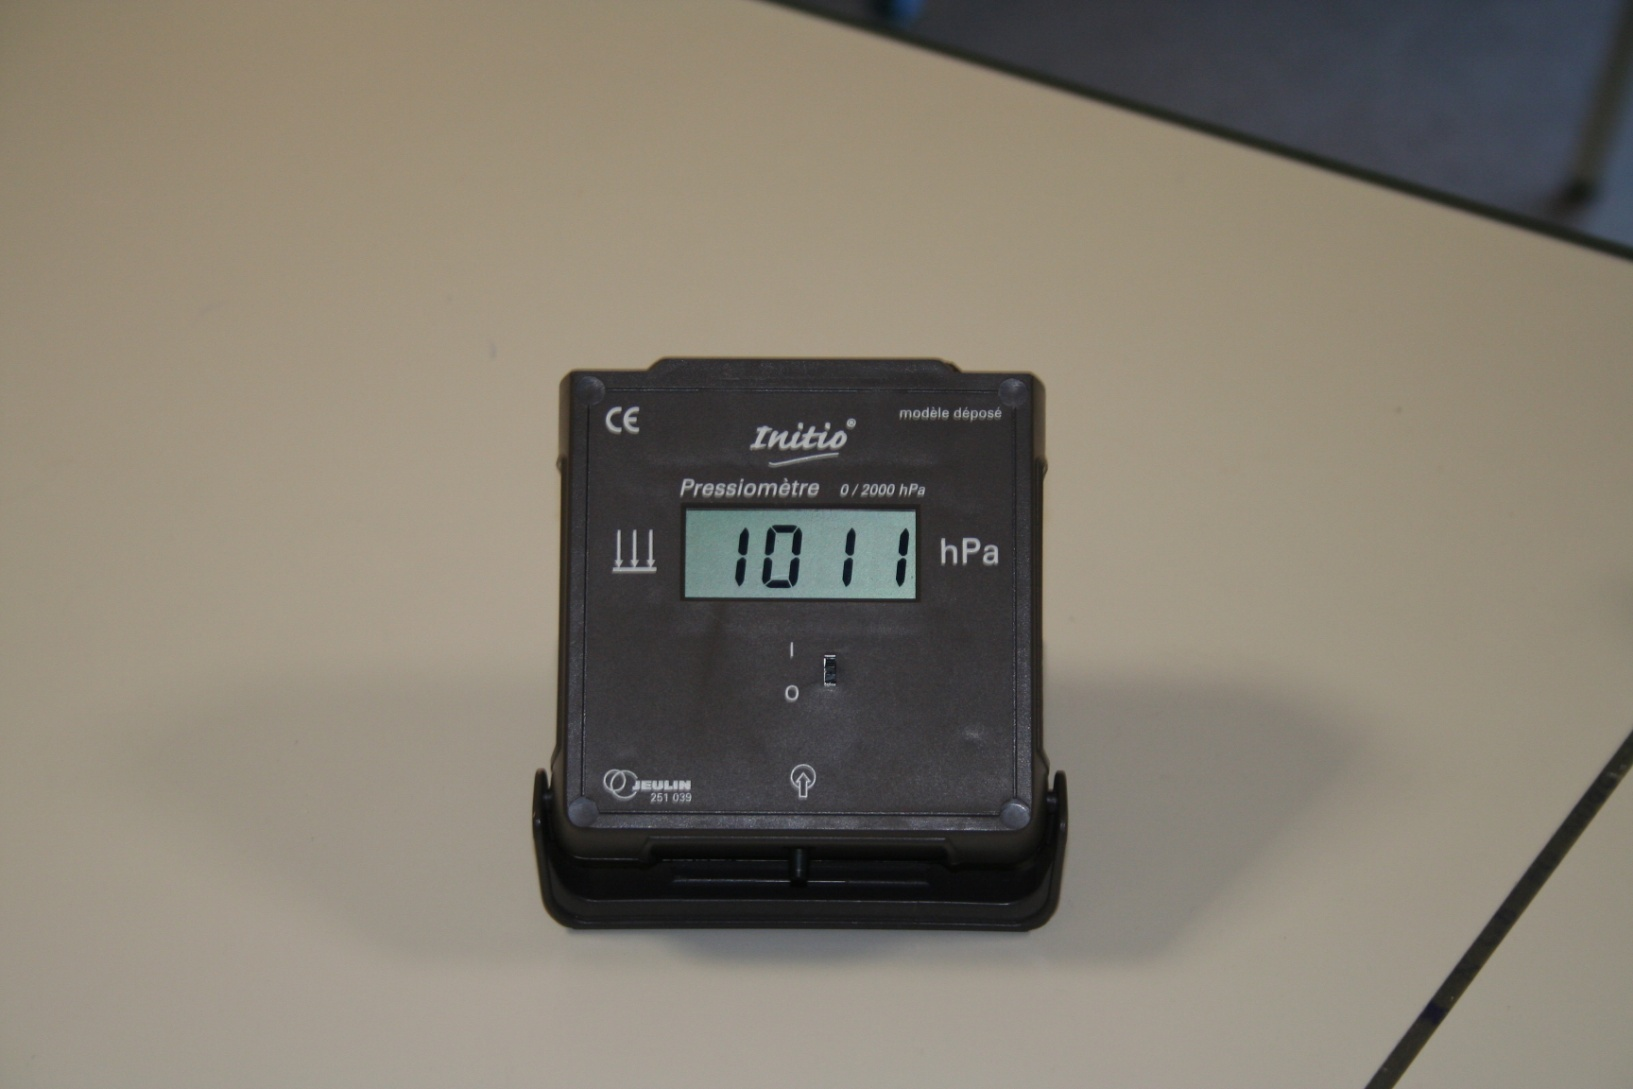 CE
modèle déposé
Initio®
Pressiomètre 0 / 2000 hPa
1011 hPa
I
O
JEULIN
251 039